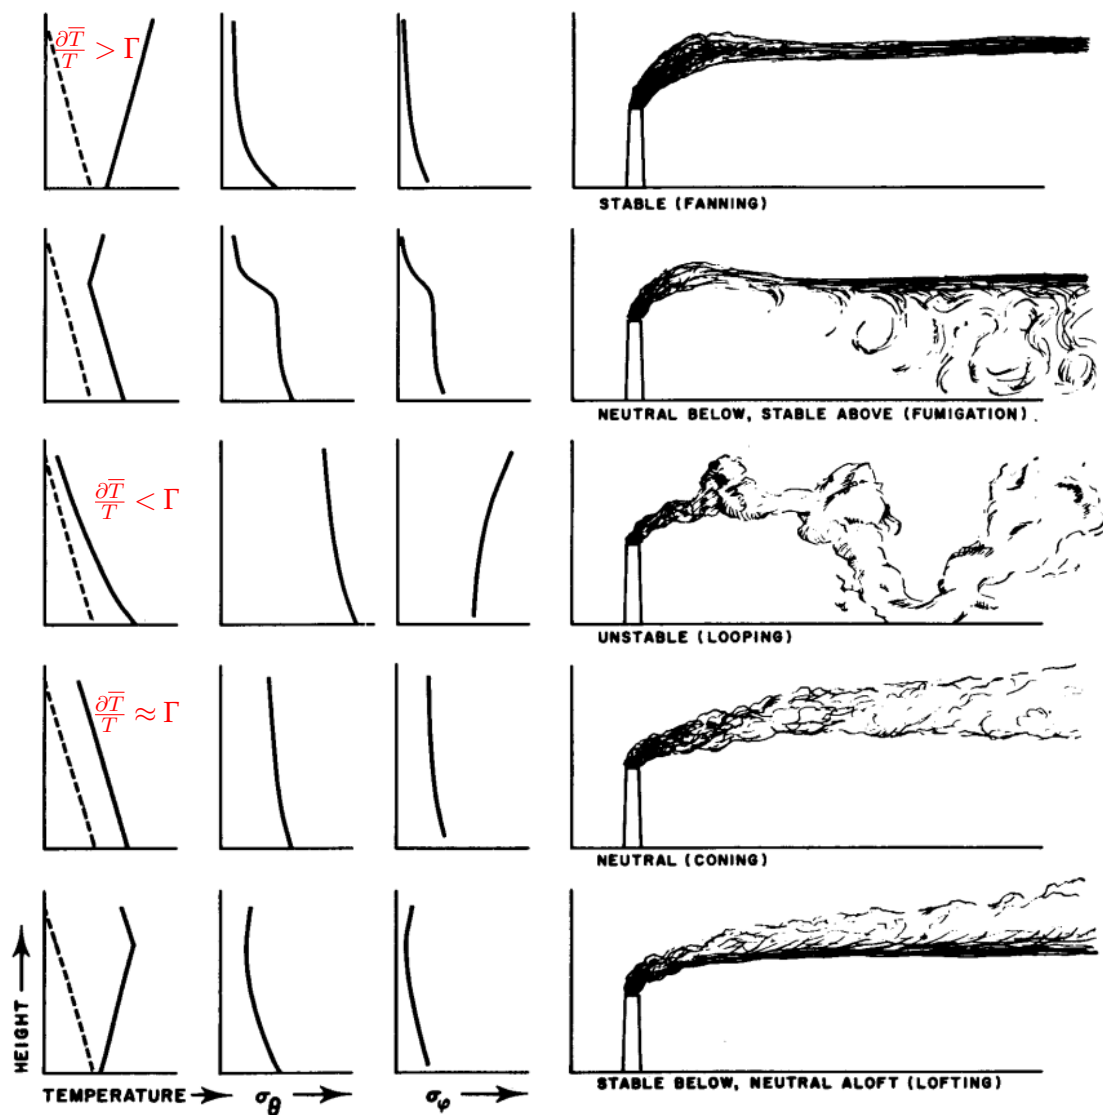 ∂T̅/T > Γ
STABLE (FANNING)
NEUTRAL BELOW, STABLE ABOVE (FUMIGATION)
∂T̅/T < Γ
UNSTABLE (LOOPING)
∂T̅/T ≈ Γ
NEUTRAL (CONING)
HEIGHT
TEMPERATURE
σθ
σφ
STABLE BELOW, NEUTRAL ALOFT (LOFTING)